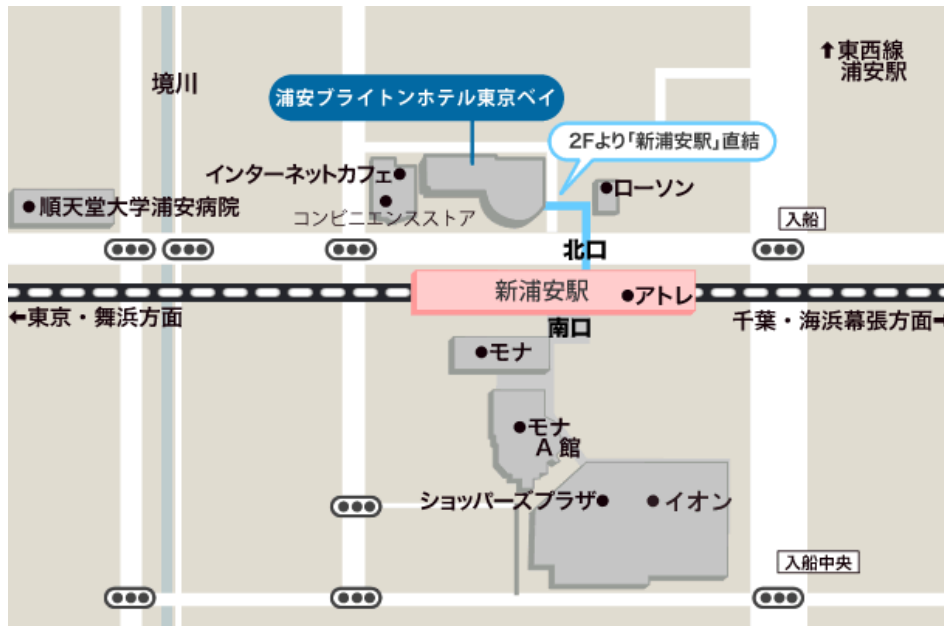 ↑東西線
浦安駅
境川
浦安ブライトンホテル東京ベイ
2Fより「新浦安駅」直結
インターネットカフェ
ローソン
順天堂大学浦安病院
コンビニエンスストア
入船
北口
新浦安駅
アトレ
←東京・舞浜方面
南口
千葉・海浜幕張方面→
モナ
モナ
A館
ショッパーズプラザ
イオン
入船中央